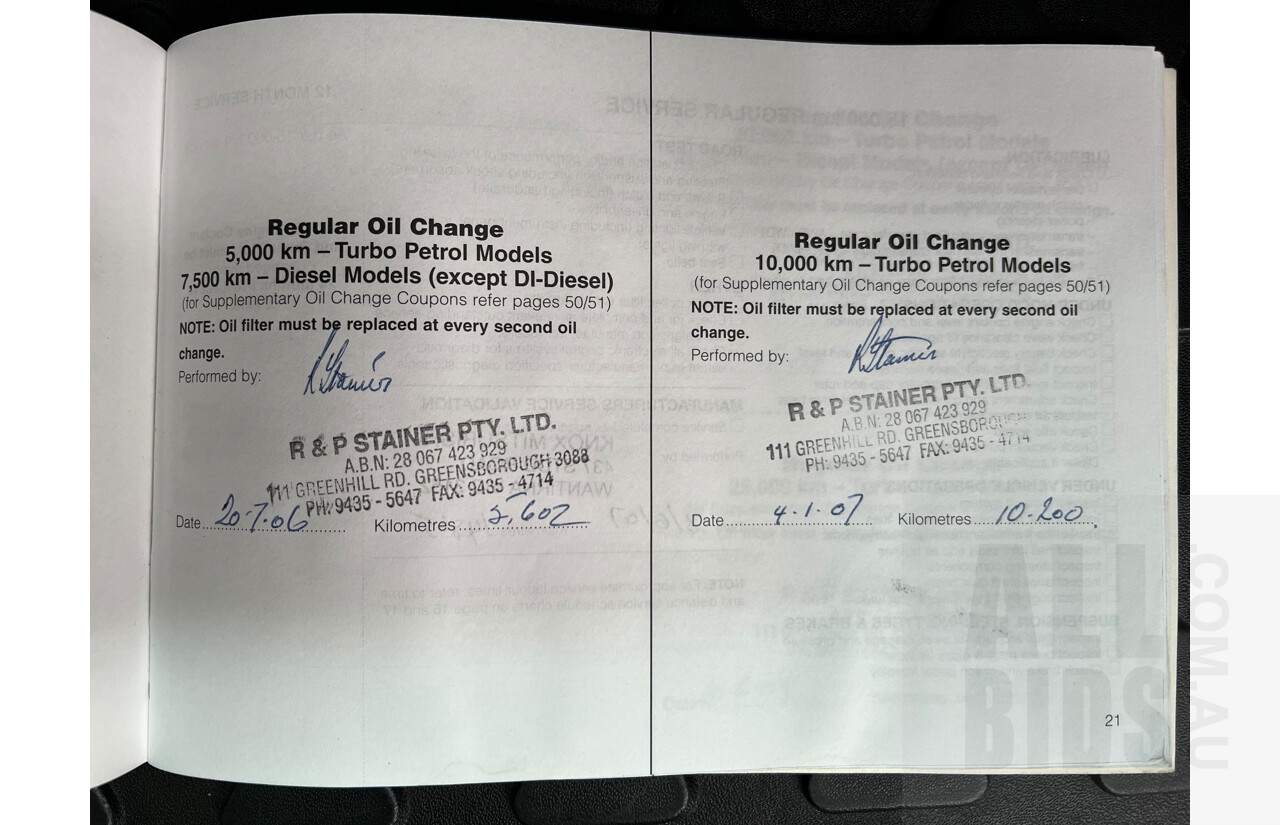 Regular Oil Change
5,000 km – Turbo Petrol Models
7,500 km – Diesel Models (except DI-Diesel)
(for Supplementary Oil Change Coupons refer pages 50/51)
NOTE: Oil filter must be replaced at every second oil
change.
Performed by:
R & P STAINER PTY. LTD.
A.B.N: 28 067 423 929
111 GREENHILL RD. GREENSBOROUGH 3088
PH: 9435 - 5647 FAX: 9435 - 4714
Date 20-7-06 Kilometres 5,602
Regular Oil Change
10,000 km – Turbo Petrol Models
(for Supplementary Oil Change Coupons refer pages 50/51)
NOTE: Oil filter must be replaced at every second oil
change.
Performed by:
R & P STAINER PTY. LTD.
A.B.N: 28 067 423 929
111 GREENHILL RD. GREENSBOROUGH
PH: 9435 - 5647 FAX: 9435 - 4714
Date 4-1-07 Kilometres 10-200
21
ALL
BIDS
.COM.AU